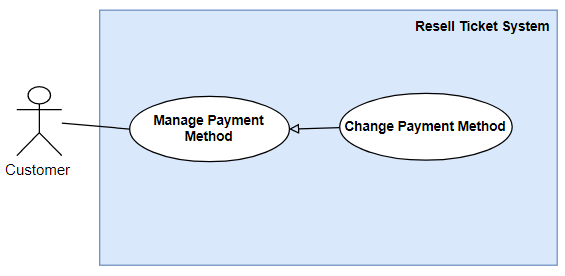 Resell Ticket System
Manage Payment
Method
Change Payment Method
Customer